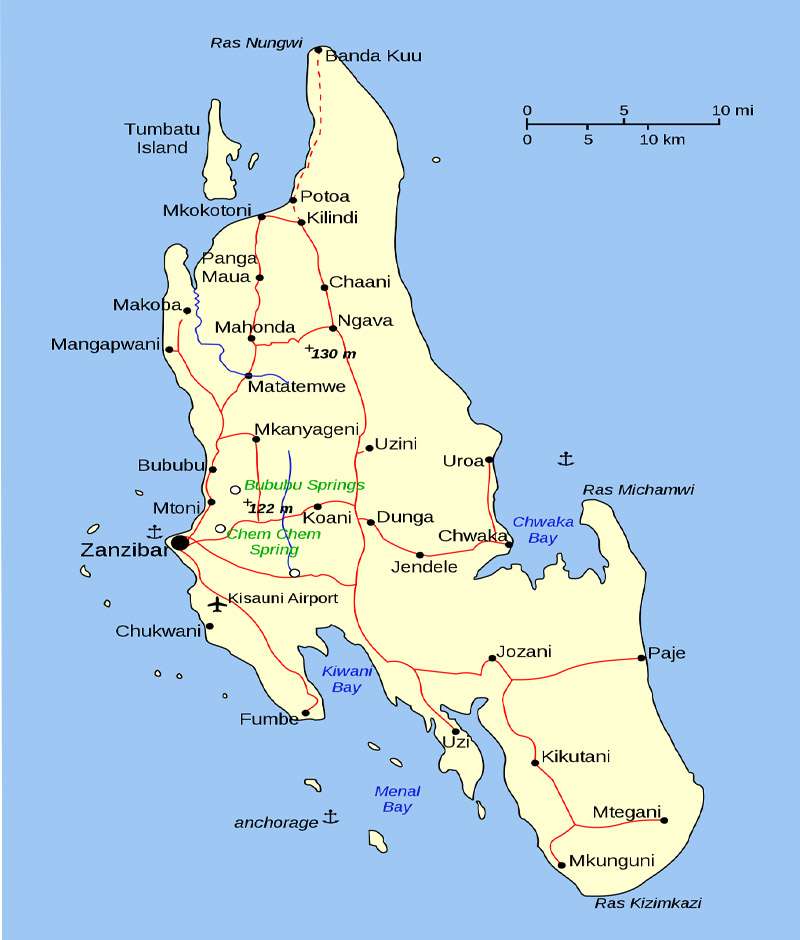 Ras Nungwi
Banda Kuu
0 5 10 mi
0 5 10 km
Tumbatu
Island
Potoa
Mkokotoni
Kilindi
Panga
Maua
Chaani
Makoba
Ngava
Mahonda
Mangapwani
130 m
Matatemwe
Mkanyageni
Uzini
Uroa
Bububu
Bububu Springs
Ras Michamwi
Mtoni
122 m
Koani
Dunga
Chwaka
Chwaka
Bay
Chem Chem
Spring
Zanzibar
Jendele
Kisauni Airport
Chukwani
Jozani
Paje
Kiwani
Bay
Fumbe
Uzi
Kikutani
Menal
Bay
Mtegani
anchorage
Mkunguni
Ras Kizimkazi